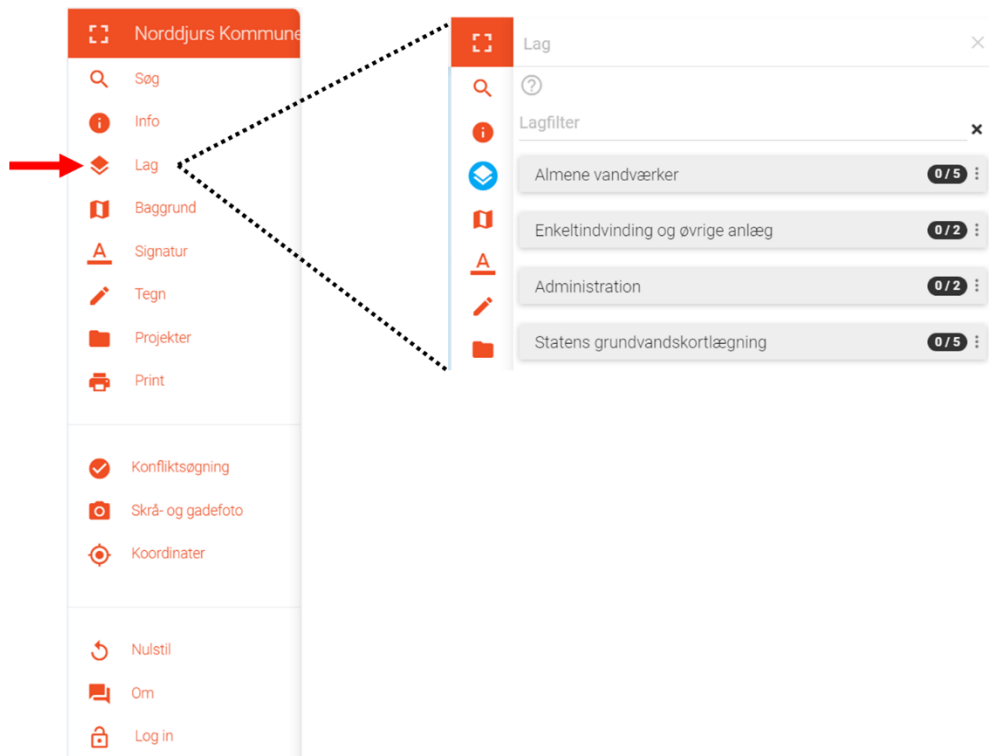 Norddjurs Kommune
Søg
Info
Lag
Baggrund
Signatur
Tegn
Projekter
Print
Konfliktsøgning
Skrå- og gadefoto
Koordinater
Nulstil
Om
Log in
Lag
Lagfilter
Almene vandværker 0/5
Enkeltindvinding og øvrige anlæg 0/2
Administration 0/2
Statens grundvandskortlægning 0/5